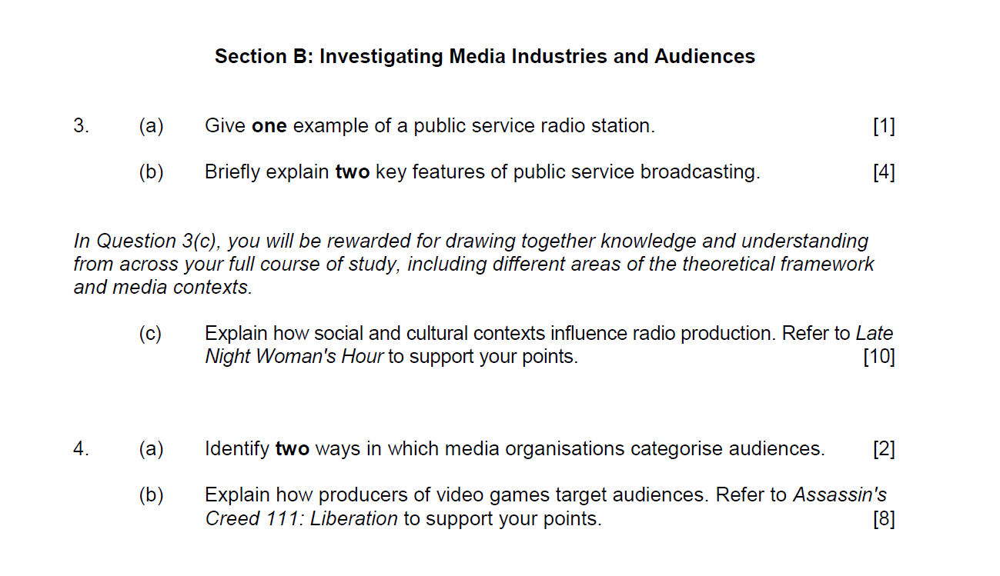 Section B: Investigating Media Industries and Audiences
3. (a) Give one example of a public service radio station. [1]
(b) Briefly explain two key features of public service broadcasting. [4]
In Question 3(c), you will be rewarded for drawing together knowledge and understanding
from across your full course of study, including different areas of the theoretical framework
and media contexts.
(c) Explain how social and cultural contexts influence radio production. Refer to Late
Night Woman's Hour to support your points. [10]
4. (a) Identify two ways in which media organisations categorise audiences. [2]
(b) Explain how producers of video games target audiences. Refer to Assassin's
Creed 111: Liberation to support your points. [8]